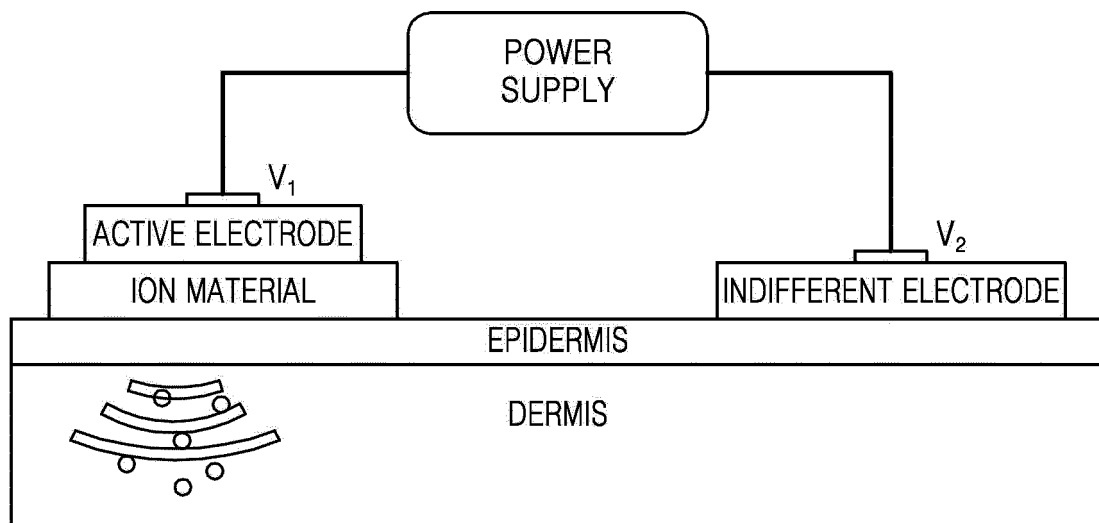 POWER
SUPPLY
V₁
ACTIVE ELECTRODE
V₂
ION MATERIAL
INDIFFERENT ELECTRODE
EPIDERMIS
DERMIS